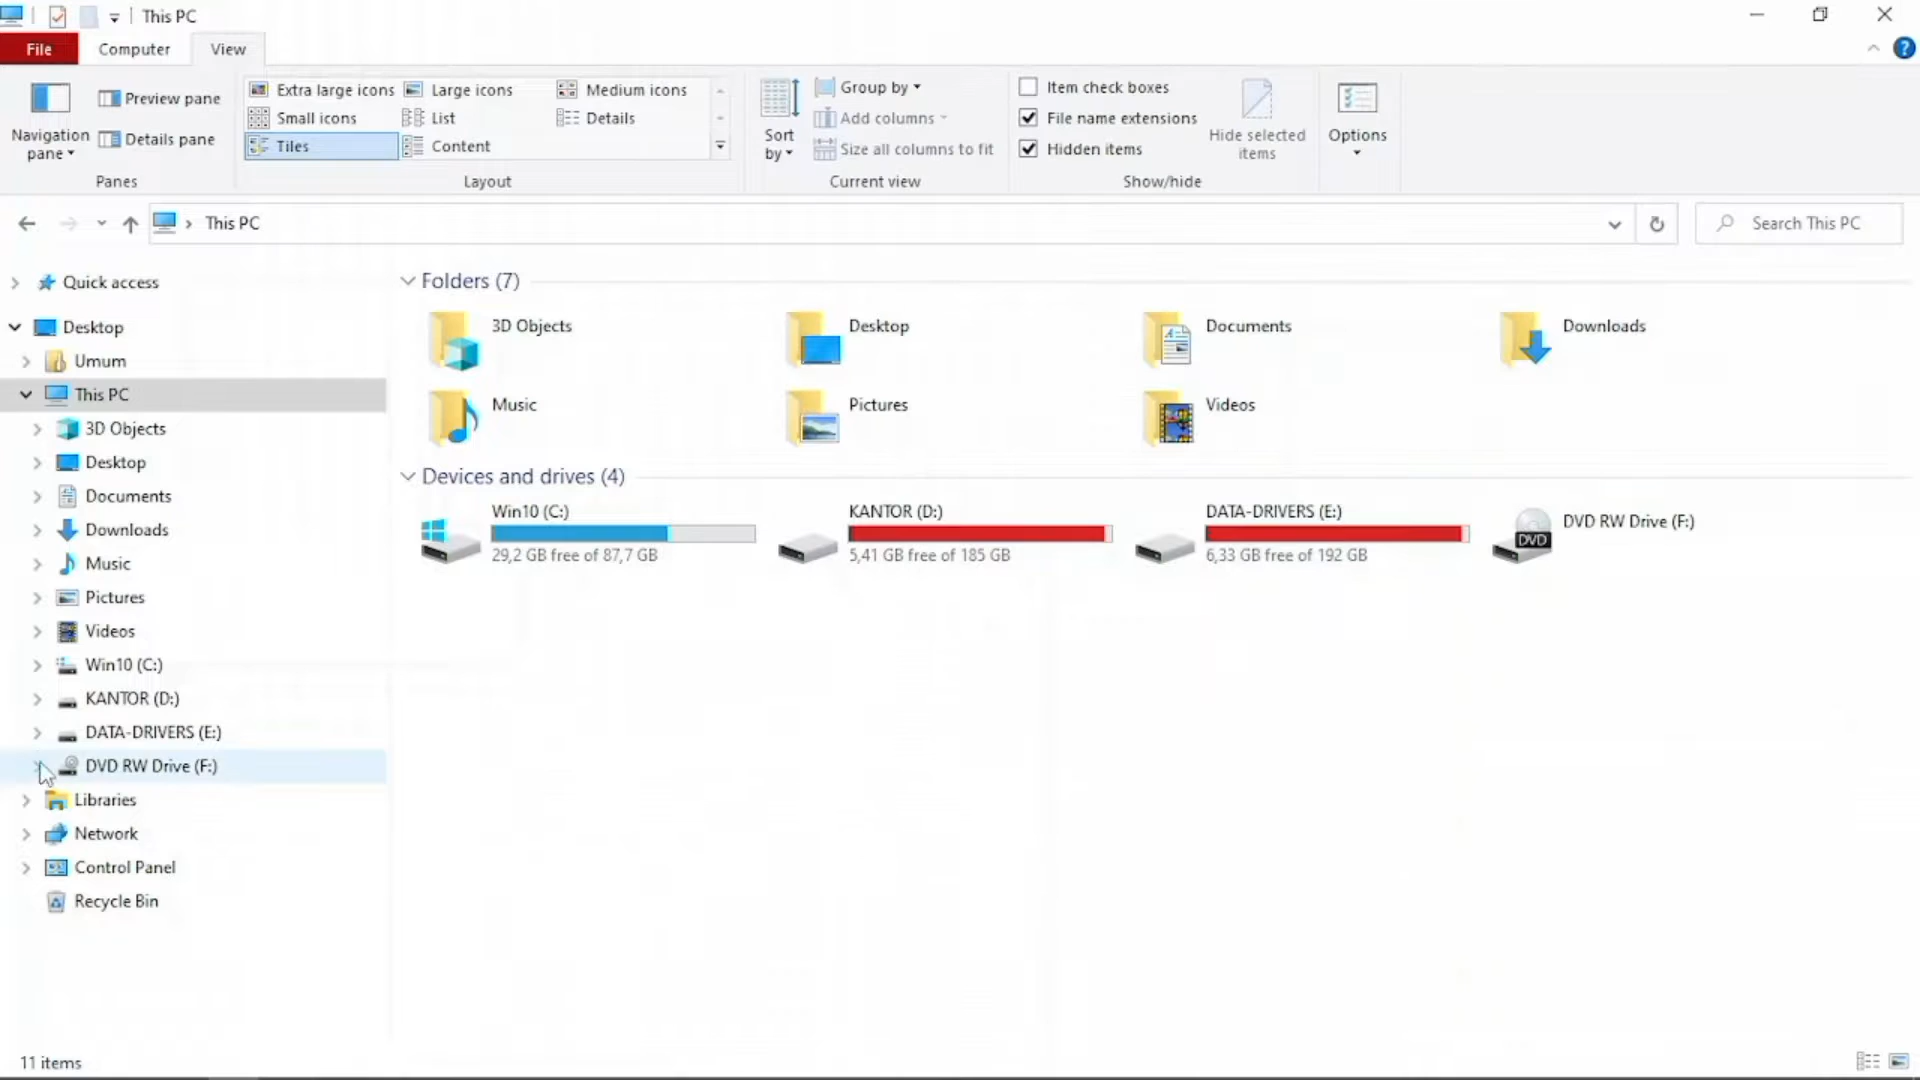 This PC
File
Computer
View
Navigation
pane
Preview pane
Details pane
Panes
Extra large icons
Large icons
Medium icons
Small icons
List
Details
Tiles
Content
Layout
Sort
by
Group by
Add columns
Size all columns to fit
Current view
Item check boxes
File name extensions
Hidden items
Hide selected
items
Show/hide
Options
This PC
Search This PC
Quick access
Desktop
Umum
This PC
3D Objects
Desktop
Documents
Downloads
Music
Pictures
Videos
Win10 (C:)
KANTOR (D:)
DATA-DRIVERS (E:)
DVD RW Drive (F:)
Libraries
Network
Control Panel
Recycle Bin
Folders (7)
3D Objects
Desktop
Documents
Downloads
Music
Pictures
Videos
Devices and drives (4)
Win10 (C:)
29,2 GB free of 87,7 GB
KANTOR (D:)
5,41 GB free of 185 GB
DATA-DRIVERS (E:)
6,33 GB free of 192 GB
DVD
DVD RW Drive (F:)
11 items